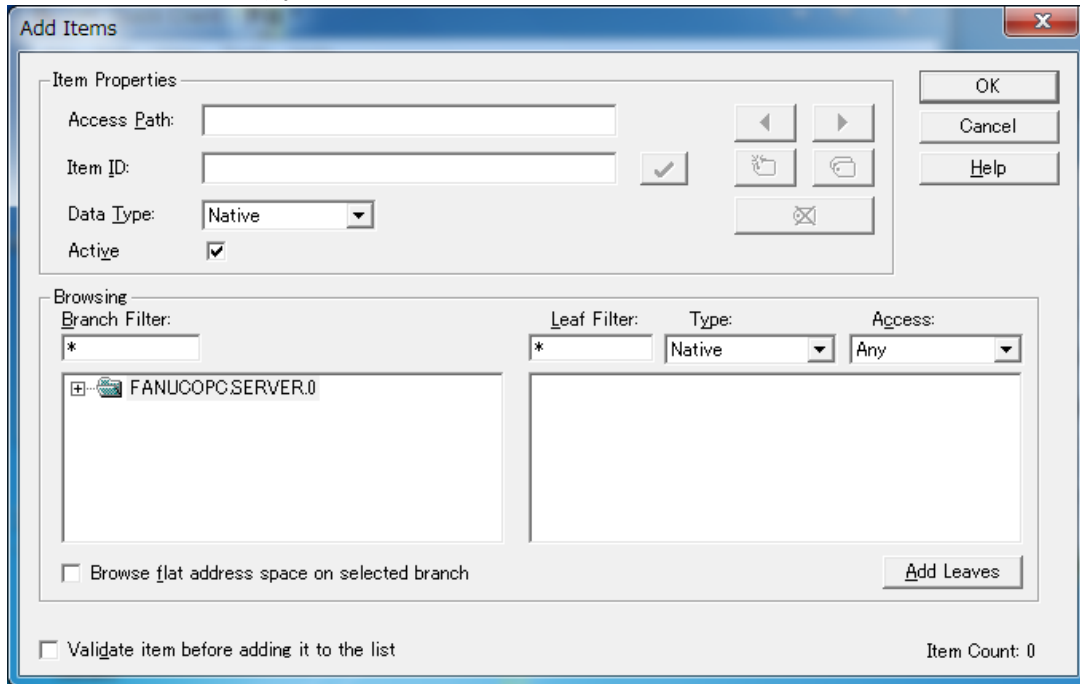 Add Items
Item Properties
Access Path:
Item ID:
Data Type: Native
Active
OK
Cancel
Help
Browsing
Branch Filter: Leaf Filter: Type: Access:
* * Native Any
FANUCOPC.SERVER.0
Browse flat address space on selected branch
Add Leaves
Validate item before adding it to the list
Item Count: 0